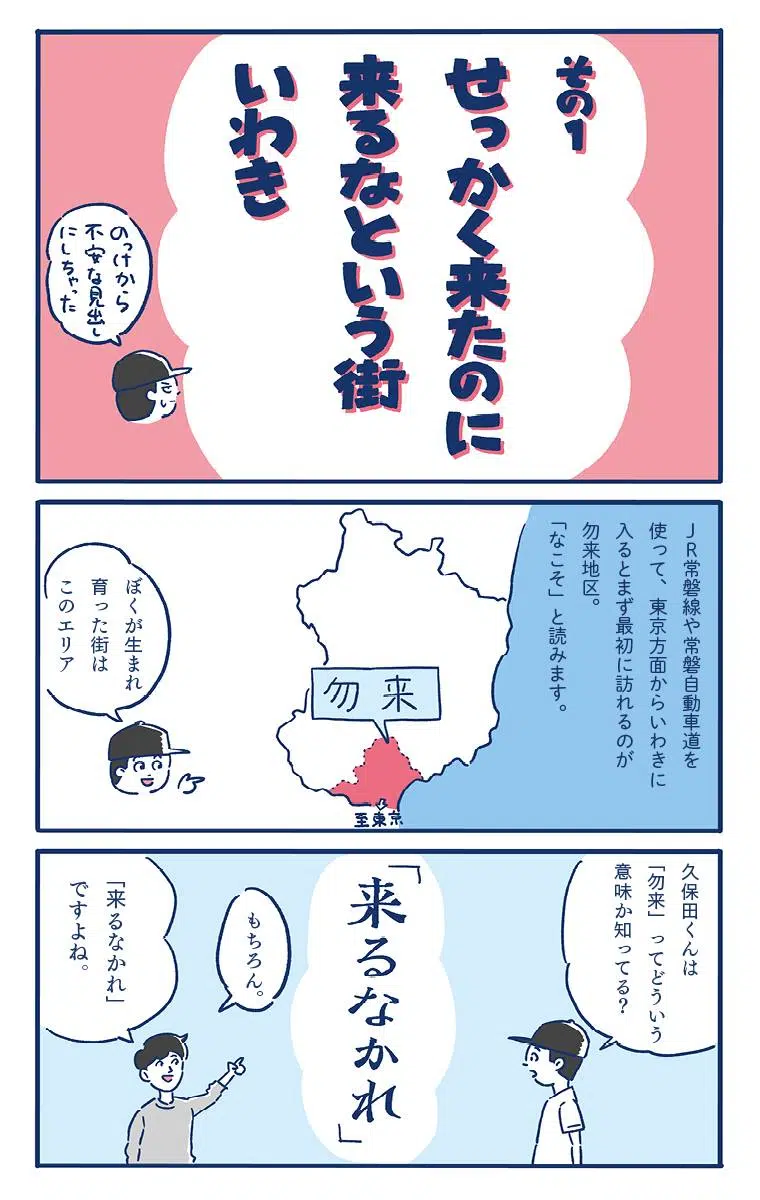 その1
せっかく来たのに
来るなという街
いわき
のっけから
不安な見出し
にしちゃった
JR常磐線や常磐自動車道を
使って、東京方面からいわきに
入るとまず最初に訪れるのが
勿来地区。
「なこそ」と読みます。
勿来
至東京
ぼくが生まれ
育った街は
このエリア
久保田くんは
「勿来」ってどういう
意味か知ってる？
「来るなかれ」
もちろん。
「来るなかれ」
ですよね。